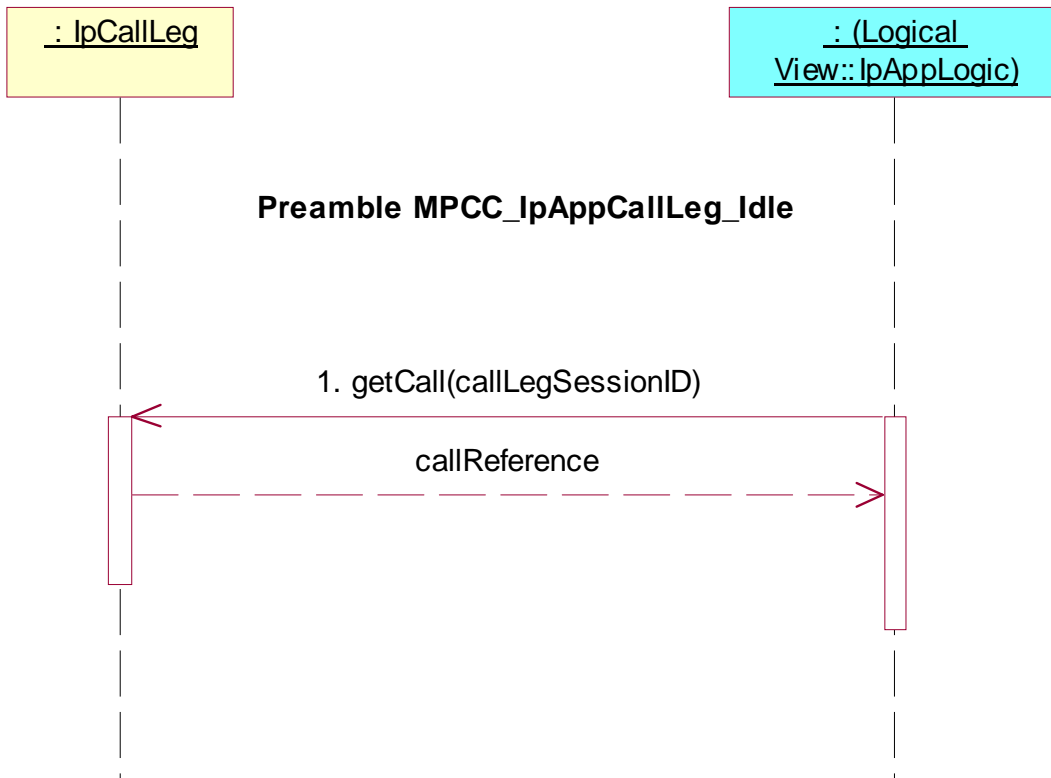 : IpCallLeg
: (Logical
View::IpAppLogic)
Preamble MPCC_IpAppCallLeg_Idle
1. getCall(callLegSessionID)
callReference